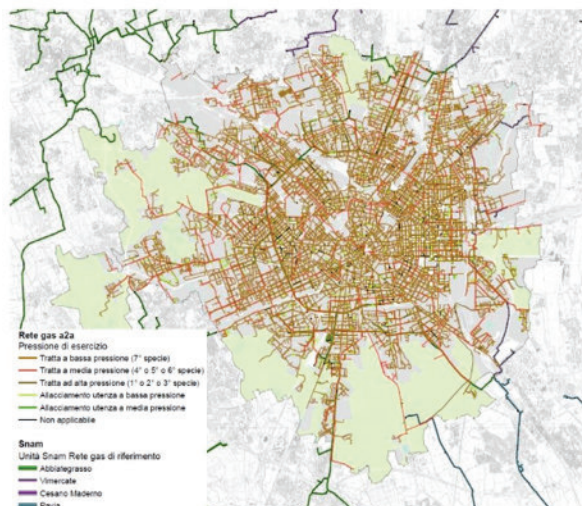 Rete gas a2a
Pressione di esercizio
Tratta a bassa pressione (7° specie)
Tratta a media pressione (4° o 5° o 6° specie)
Tratta ad alta pressione (1° o 2° o 3° specie)
Allacciamento utenza a bassa pressione
Allacciamento utenza a media pressione
Non applicabile
Snam
Unità Snam Rete gas di riferimento
Abbiategrasso
Vimercate
Cesano Maderno
Pavia